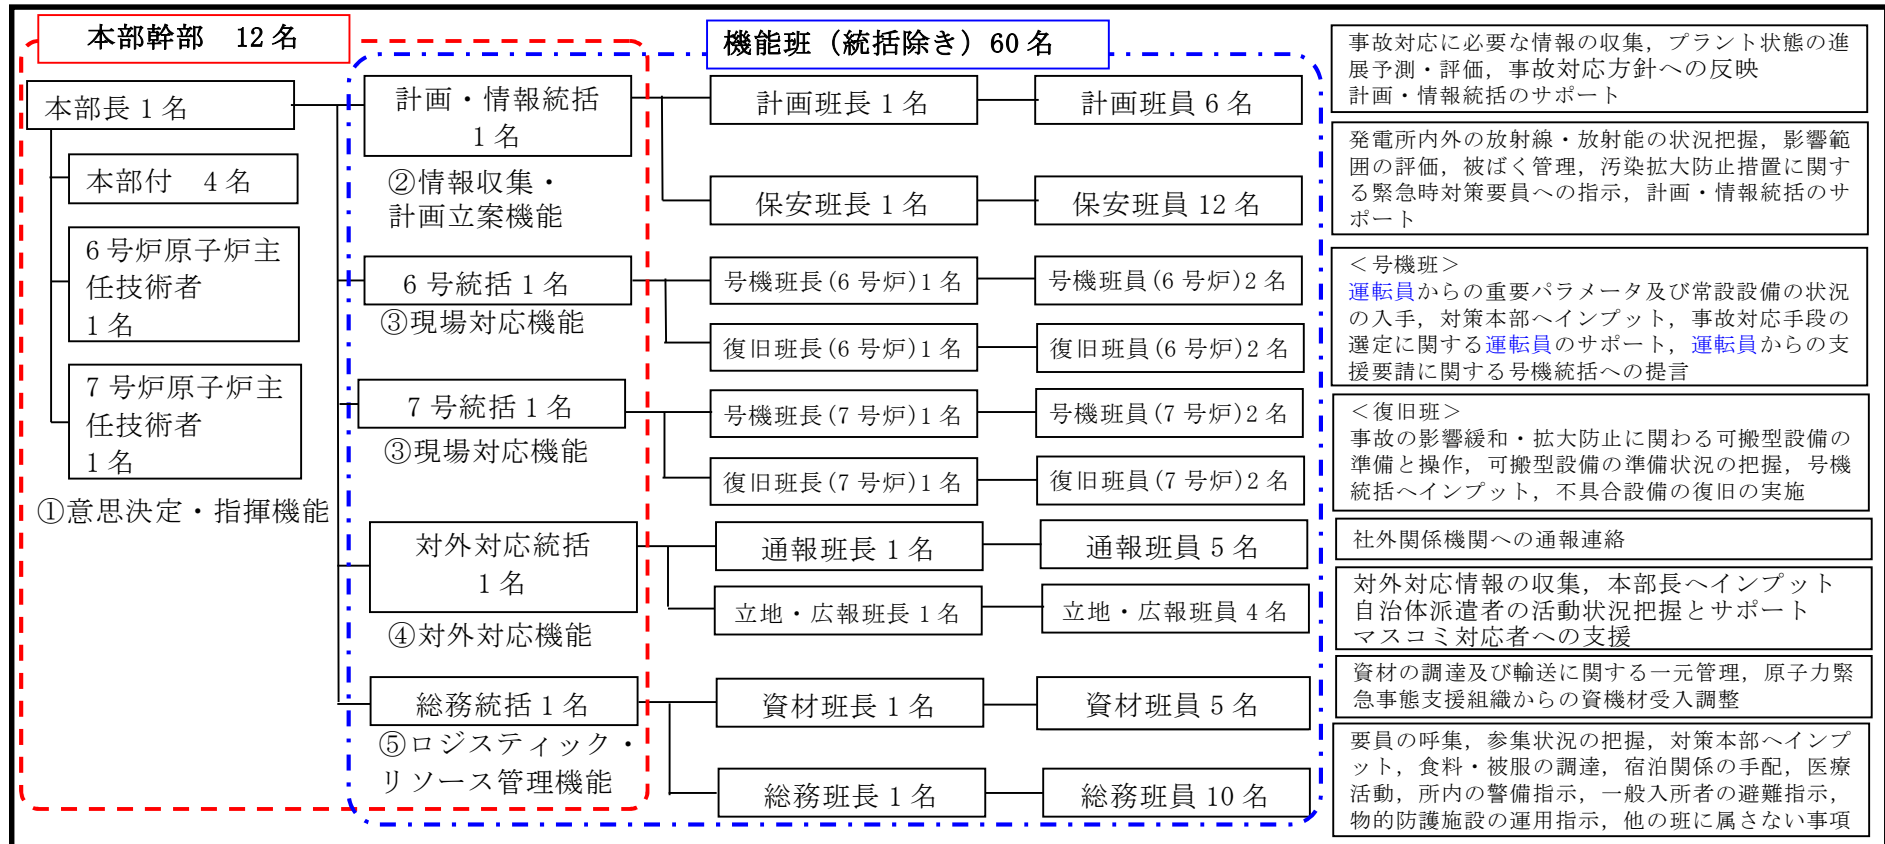 本部幹部　12名
機能班（統括除き）60名
本部長1名
本部付　4名
6号炉原子炉主
任技術者
1名
7号炉原子炉主
任技術者
1名
①意思決定・指揮機能
計画・情報統括
1名
②情報収集・
計画立案機能
6号統括1名
③現場対応機能
7号統括1名
③現場対応機能
対外対応統括
1名
④対外対応機能
総務統括1名
⑤ロジスティック・
リソース管理機能
計画班長1名
計画班員6名
保安班長1名
保安班員12名
号機班長(6号炉)1名
号機班員(6号炉)2名
復旧班長(6号炉)1名
復旧班員(6号炉)2名
号機班長(7号炉)1名
号機班員(7号炉)2名
復旧班長(7号炉)1名
復旧班員(7号炉)2名
通報班長1名
通報班員5名
立地・広報班長1名
立地・広報班員4名
資材班長1名
資材班員5名
総務班長1名
総務班員10名
事故対応に必要な情報の収集，プラント状態の進
展予測・評価，事故対応方針への反映
計画・情報統括のサポート
発電所内外の放射線・放射能の状況把握，影響範
囲の評価，被ばく管理，汚染拡大防止措置に関す
る緊急時対策要員への指示，計画・情報統括のサ
ポート
＜号機班＞
運転員からの重要パラメータ及び常設設備の状況
の入手，対策本部へインプット，事故対応手段の
選定に関する運転員のサポート，運転員からの支
援要請に関する号機統括への提言
＜復旧班＞
事故の影響緩和・拡大防止に関わる可搬型設備の
準備と操作，可搬型設備の準備状況の把握，号機
統括へインプット，不具合設備の復旧の実施
社外関係機関への通報連絡
対外対応情報の収集，本部長へインプット
自治体派遣者の活動状況把握とサポート
マスコミ対応者への支援
資材の調達及び輸送に関する一元管理，原子力緊
急事態支援組織からの資機材受入調整
要員の呼集，参集状況の把握，対策本部へインプ
ット，食料・被服の調達，宿泊関係の手配，医療
活動，所内の警備指示，一般入所者の避難指示，
物的防護施設の運用指示，他の班に属さない事項